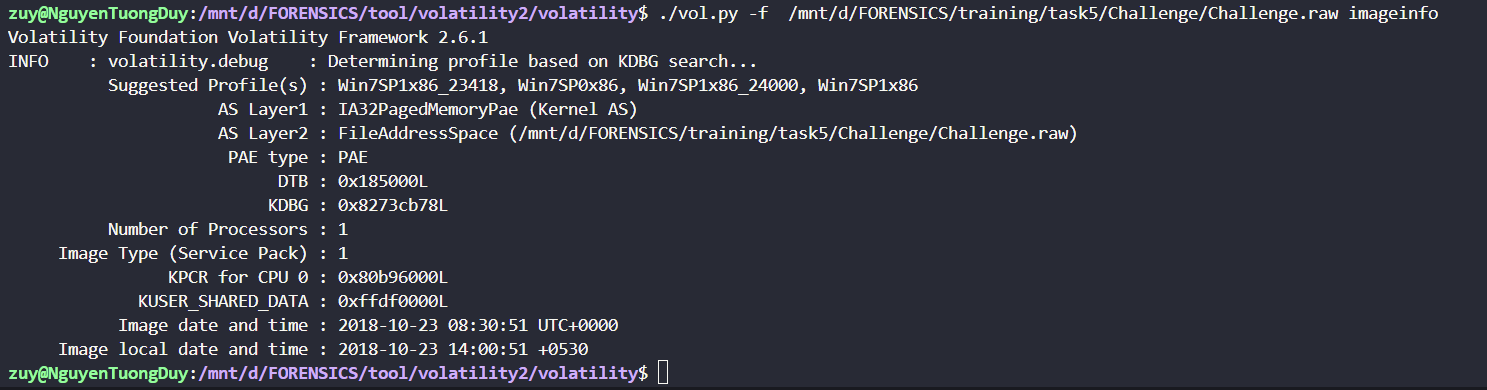 zuy@NguyenTuongDuy:/mnt/d/FORENSICS/tool/volatility2/volatility$ ./vol.py -f  /mnt/d/FORENSICS/training/task5/Challenge/Challenge.raw imageinfo
Volatility Foundation Volatility Framework 2.6.1
INFO    : volatility.debug    : Determining profile based on KDBG search...
          Suggested Profile(s) : Win7SP1x86_23418, Win7SP0x86, Win7SP1x86_24000, Win7SP1x86
                     AS Layer1 : IA32PagedMemoryPae (Kernel AS)
                     AS Layer2 : FileAddressSpace (/mnt/d/FORENSICS/training/task5/Challenge/Challenge.raw)
                      PAE type : PAE
                           DTB : 0x185000L
                          KDBG : 0x8273cb78L
          Number of Processors : 1
     Image Type (Service Pack) : 1
                KPCR for CPU 0 : 0x80b96000L
             KUSER_SHARED_DATA : 0xffdf0000L
           Image date and time : 2018-10-23 08:30:51 UTC+0000
     Image local date and time : 2018-10-23 14:00:51 +0530
zuy@NguyenTuongDuy:/mnt/d/FORENSICS/tool/volatility2/volatility$